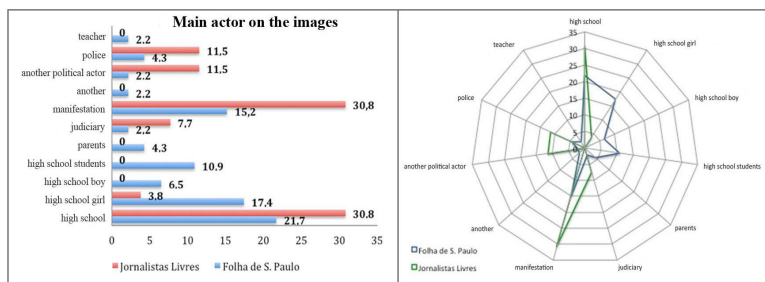 Main actor on the images
teacher 0 2.2
police 11,5 4.3
another political actor 11,5 2.2
another 0 2.2
manifestation 30,8 15,2
judiciary 7.7 2.2
parents 0 4.3
high school students 0 10.9
high school boy 0 6.5
high school girl 3.8 17.4
high school 30.8 21.7
0 5 10 15 20 25 30 35
Jornalistas Livres Folha de S. Paulo
high school
35
30
25
20
15
10
5
0
high school girl
high school boy
high school students
parents
judiciary
manifestation
another
another political actor
police
teacher
Folha de S. Paulo
Jornalistas Livres